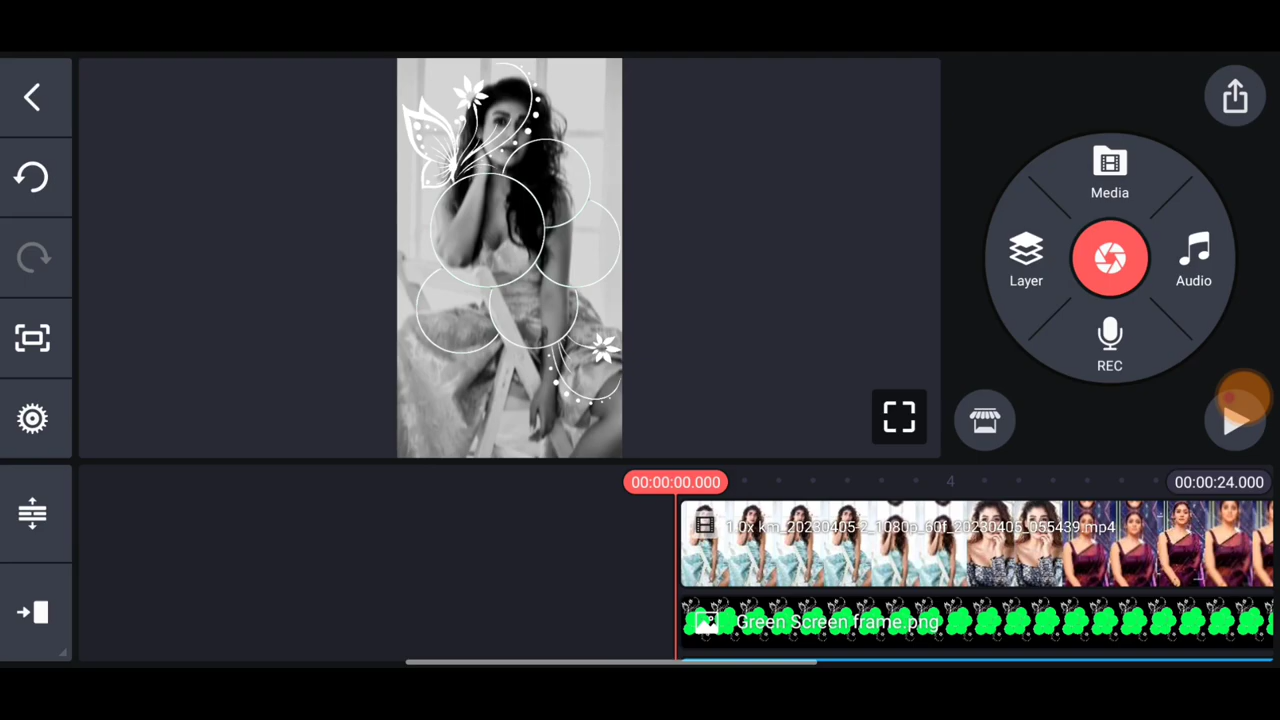 Media
Layer
Audio
REC
00:00:00.000
4
00:00:24.000
1.0x km_20230405-2_1080p_60f_20230405_055439.mp4
Green Screen frame.png